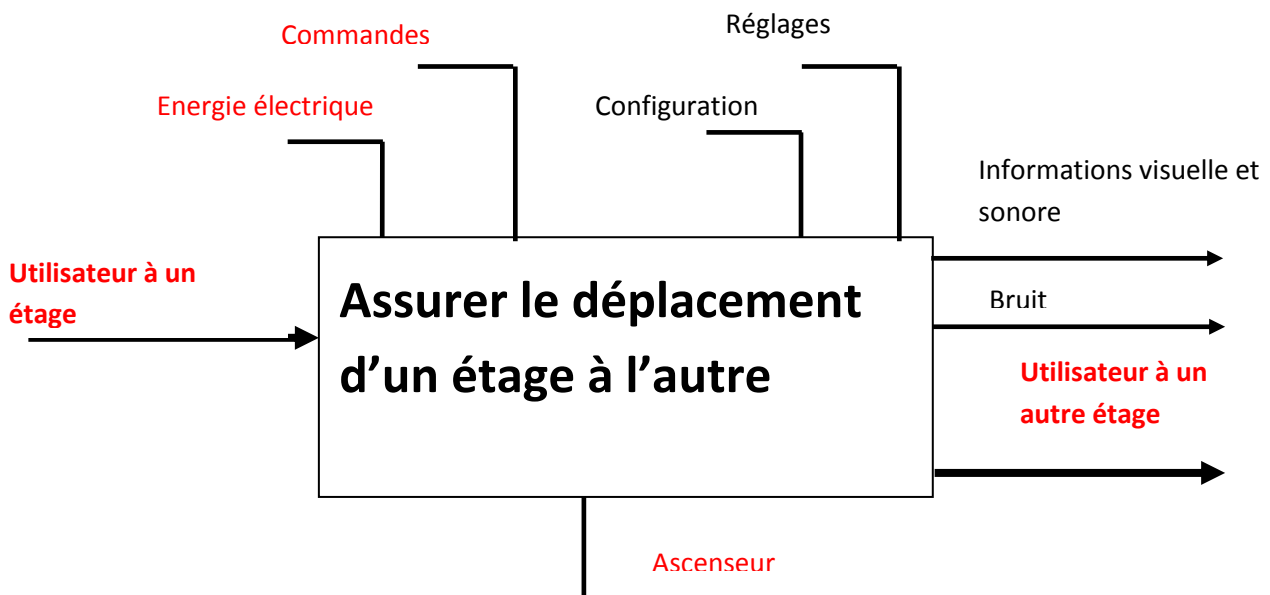 Commandes
Réglages
Energie électrique
Configuration
Informations visuelle et
sonore
Utilisateur à un
étage
Assurer le déplacement
d’un étage à l’autre
Bruit
Utilisateur à un
autre étage
Ascenseur